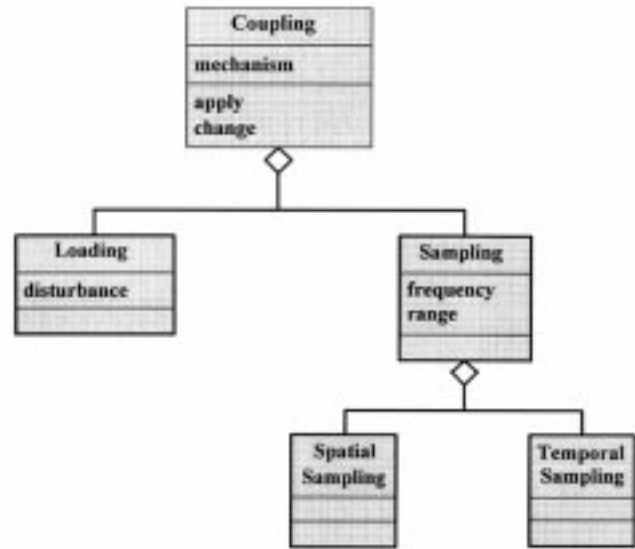 Coupling
mechanism
apply
change
Loading
disturbance
Sampling
frequency
range
Spatial
Sampling
Temporal
Sampling